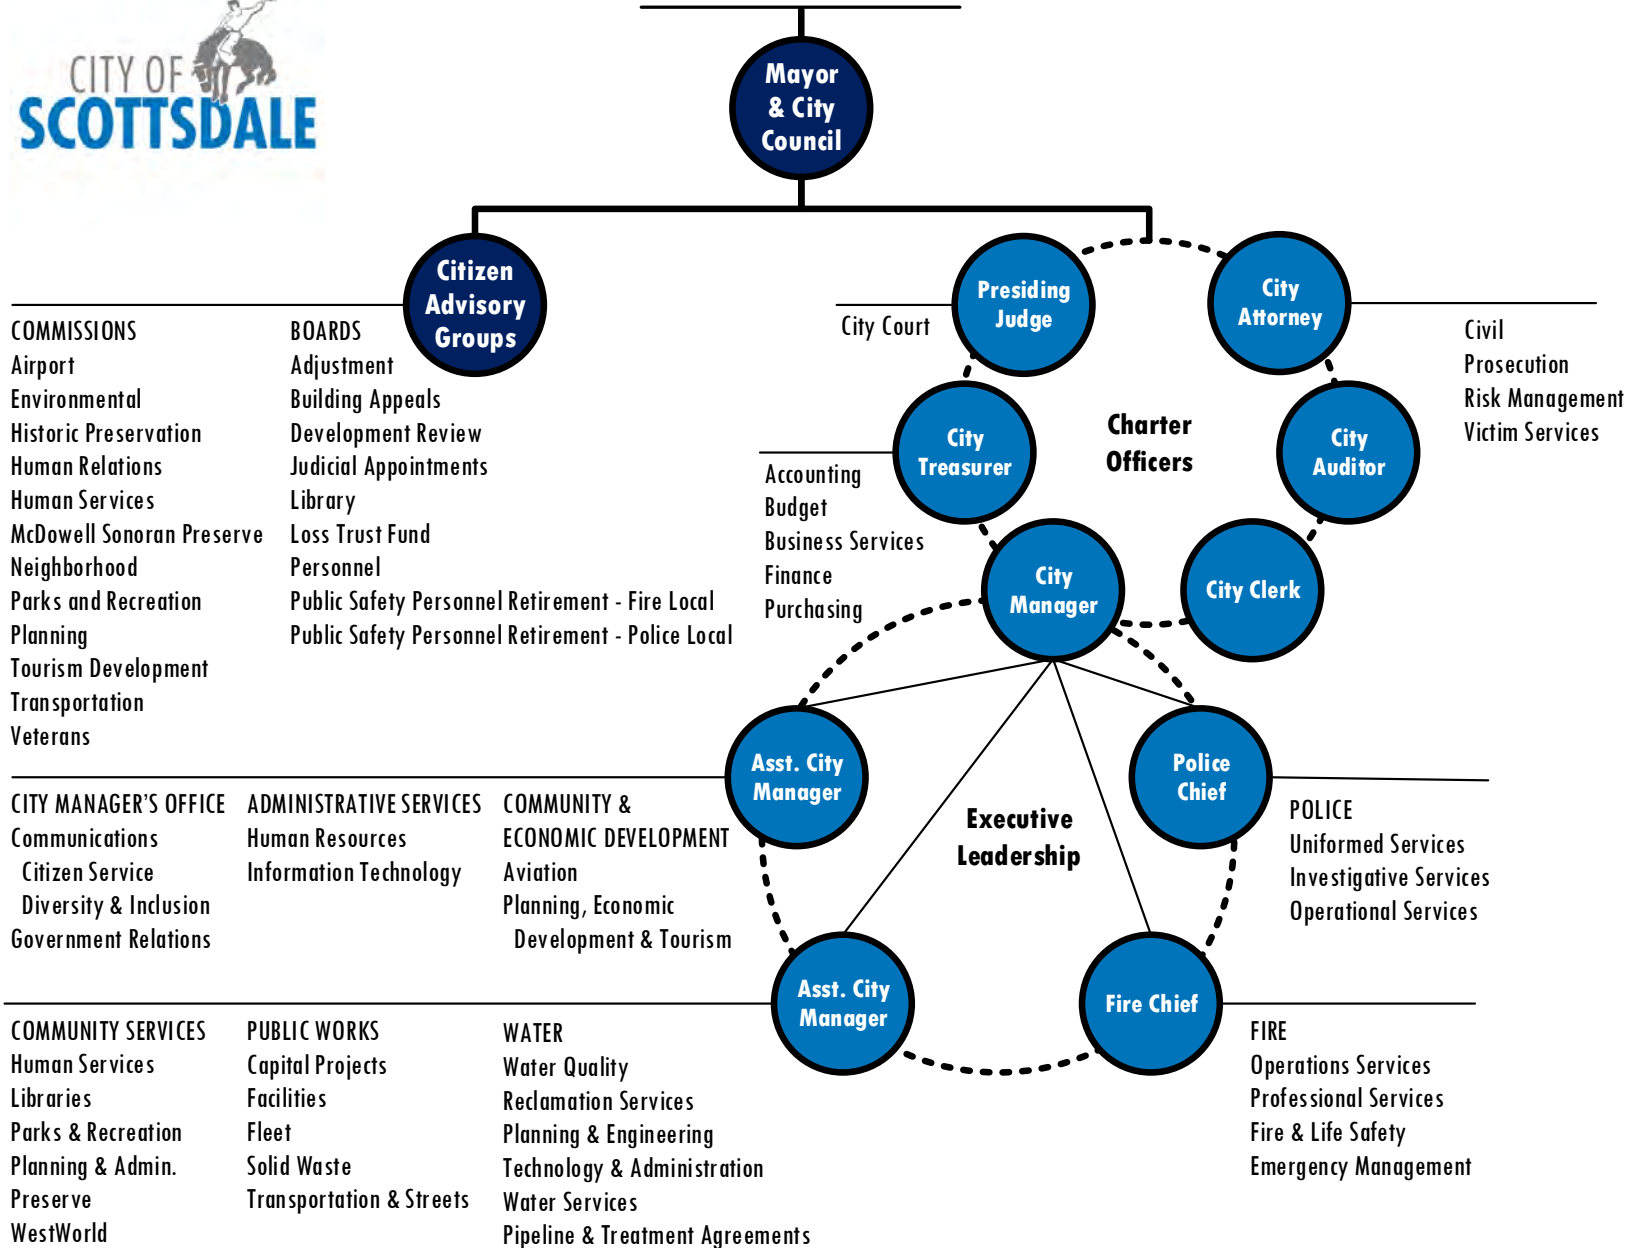 CITY OF
SCOTTSDALE
Mayor
& City
Council
Citizen
Advisory
Groups
COMMISSIONS
Airport
Environmental
Historic Preservation
Human Relations
Human Services
McDowell Sonoran Preserve
Neighborhood
Parks and Recreation
Planning
Tourism Development
Transportation
Veterans
BOARDS
Adjustment
Building Appeals
Development Review
Judicial Appointments
Library
Loss Trust Fund
Personnel
Public Safety Personnel Retirement - Fire Local
Public Safety Personnel Retirement - Police Local
Charter
Officers
Presiding
Judge
City Court
City
Attorney
Civil
Prosecution
Risk Management
Victim Services
City
Treasurer
Accounting
Budget
Business Services
Finance
Purchasing
City
Auditor
City
Manager
City Clerk
Executive
Leadership
Asst. City
Manager
CITY MANAGER'S OFFICE
Communications
Citizen Service
Diversity & Inclusion
Government Relations
ADMINISTRATIVE SERVICES
Human Resources
Information Technology
COMMUNITY &
ECONOMIC DEVELOPMENT
Aviation
Planning, Economic
Development & Tourism
Police
Chief
POLICE
Uniformed Services
Investigative Services
Operational Services
Asst. City
Manager
COMMUNITY SERVICES
Human Services
Libraries
Parks & Recreation
Planning & Admin.
Preserve
WestWorld
PUBLIC WORKS
Capital Projects
Facilities
Fleet
Solid Waste
Transportation & Streets
WATER
Water Quality
Reclamation Services
Planning & Engineering
Technology & Administration
Water Services
Pipeline & Treatment Agreements
Fire Chief
FIRE
Operations Services
Professional Services
Fire & Life Safety
Emergency Management